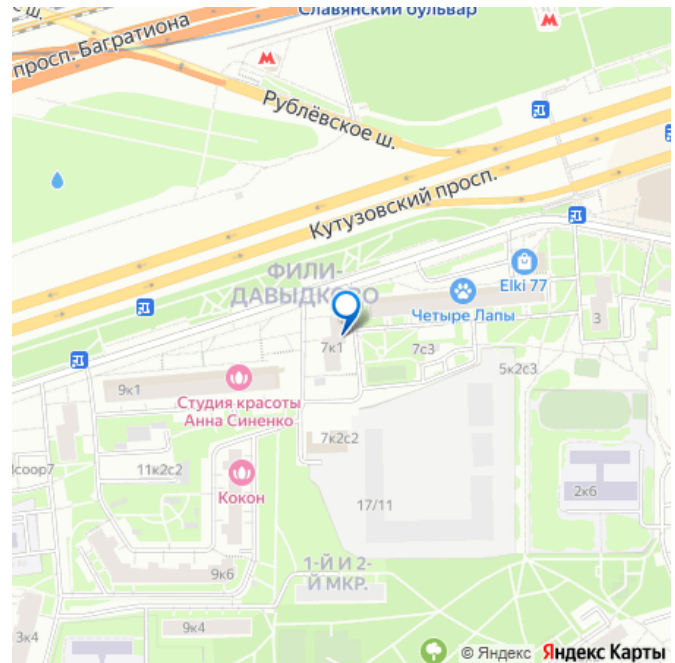 Славянский бульвар
е ш.
просп. Багратиона
Рублёвское ш.
Кутузовский просп.
ФИЛИ-
ДАВЫДКОВО
Elki 77
Четыре Лапы
3
7к1
7с3
5к2с3
9к1
Студия красоты
Анна Синенко
7к2с2
11к2с2
Кокон
17/11
2к6
1-Й И 2-
Й МКР.
9к6
9к4
3к4
© Яндекс Яндекс Карты